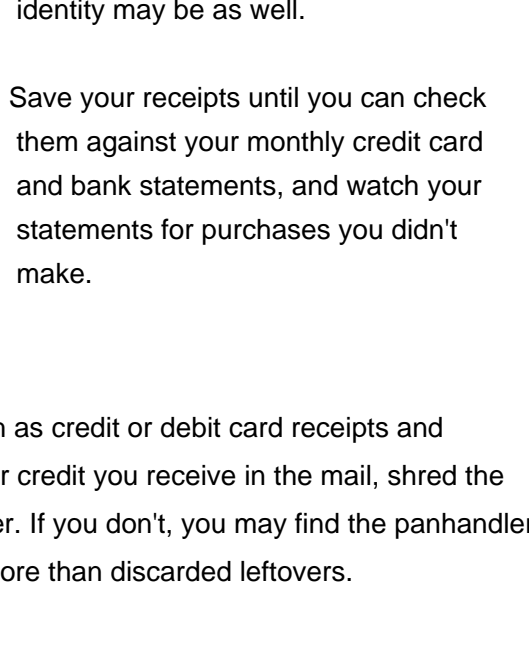 identity may be as well.
Save your receipts until you can check
them against your monthly credit card
and bank statements, and watch your
statements for purchases you didn't
make.
as credit or debit card receipts and
credit you receive in the mail, shred the
If you don't, you may find the panhandler
than discarded leftovers.